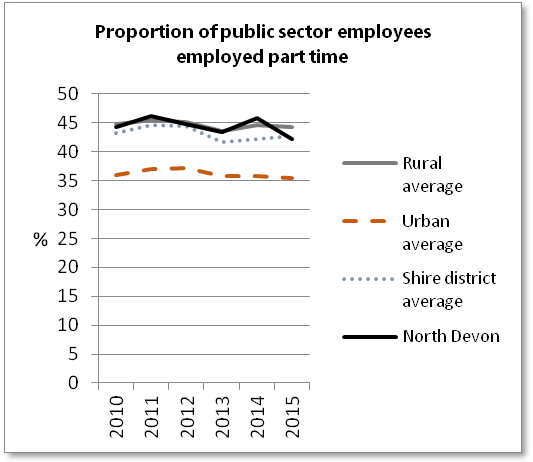 Proportion of public sector employees
employed part time
50
45
40
35
30
25
20
15
10
5
0
%
2010
2011
2012
2013
2014
2015
Rural
average
Urban
average
Shire district
average
North Devon